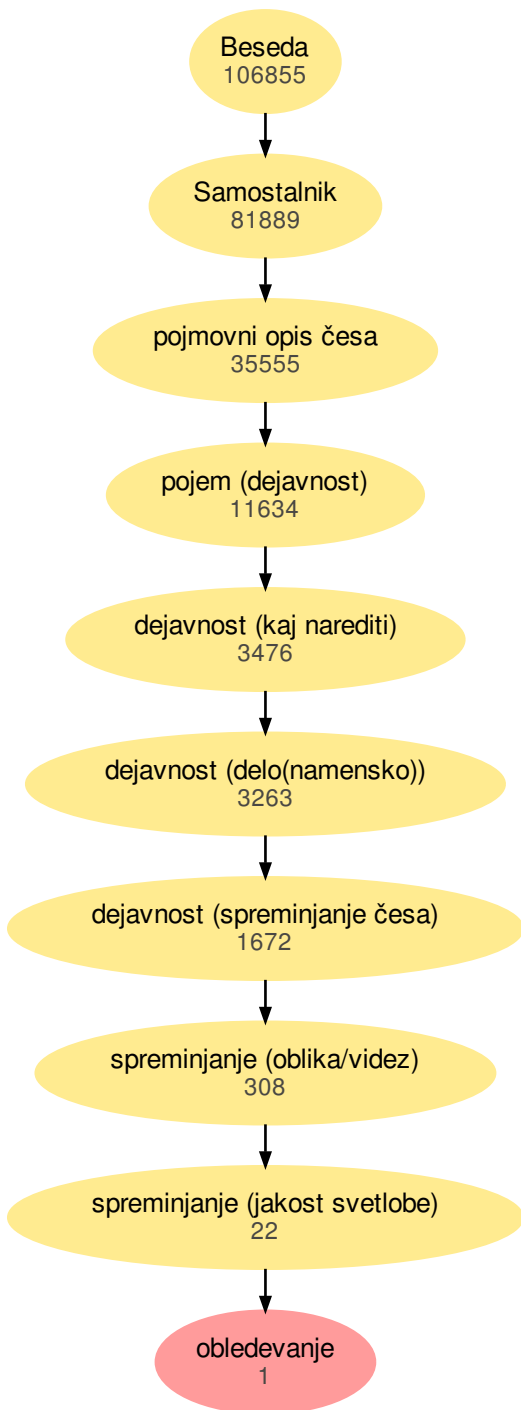 Beseda
106855
Samostalnik
81889
pojmovni opis česa
35555
pojem (dejavnost)
11634
dejavnost (kaj narediti)
3476
dejavnost (delo(namensko))
3263
dejavnost (spreminjanje česa)
1672
spreminjanje (oblika/videz)
308
spreminjanje (jakost svetlobe)
22
obledevanje
1